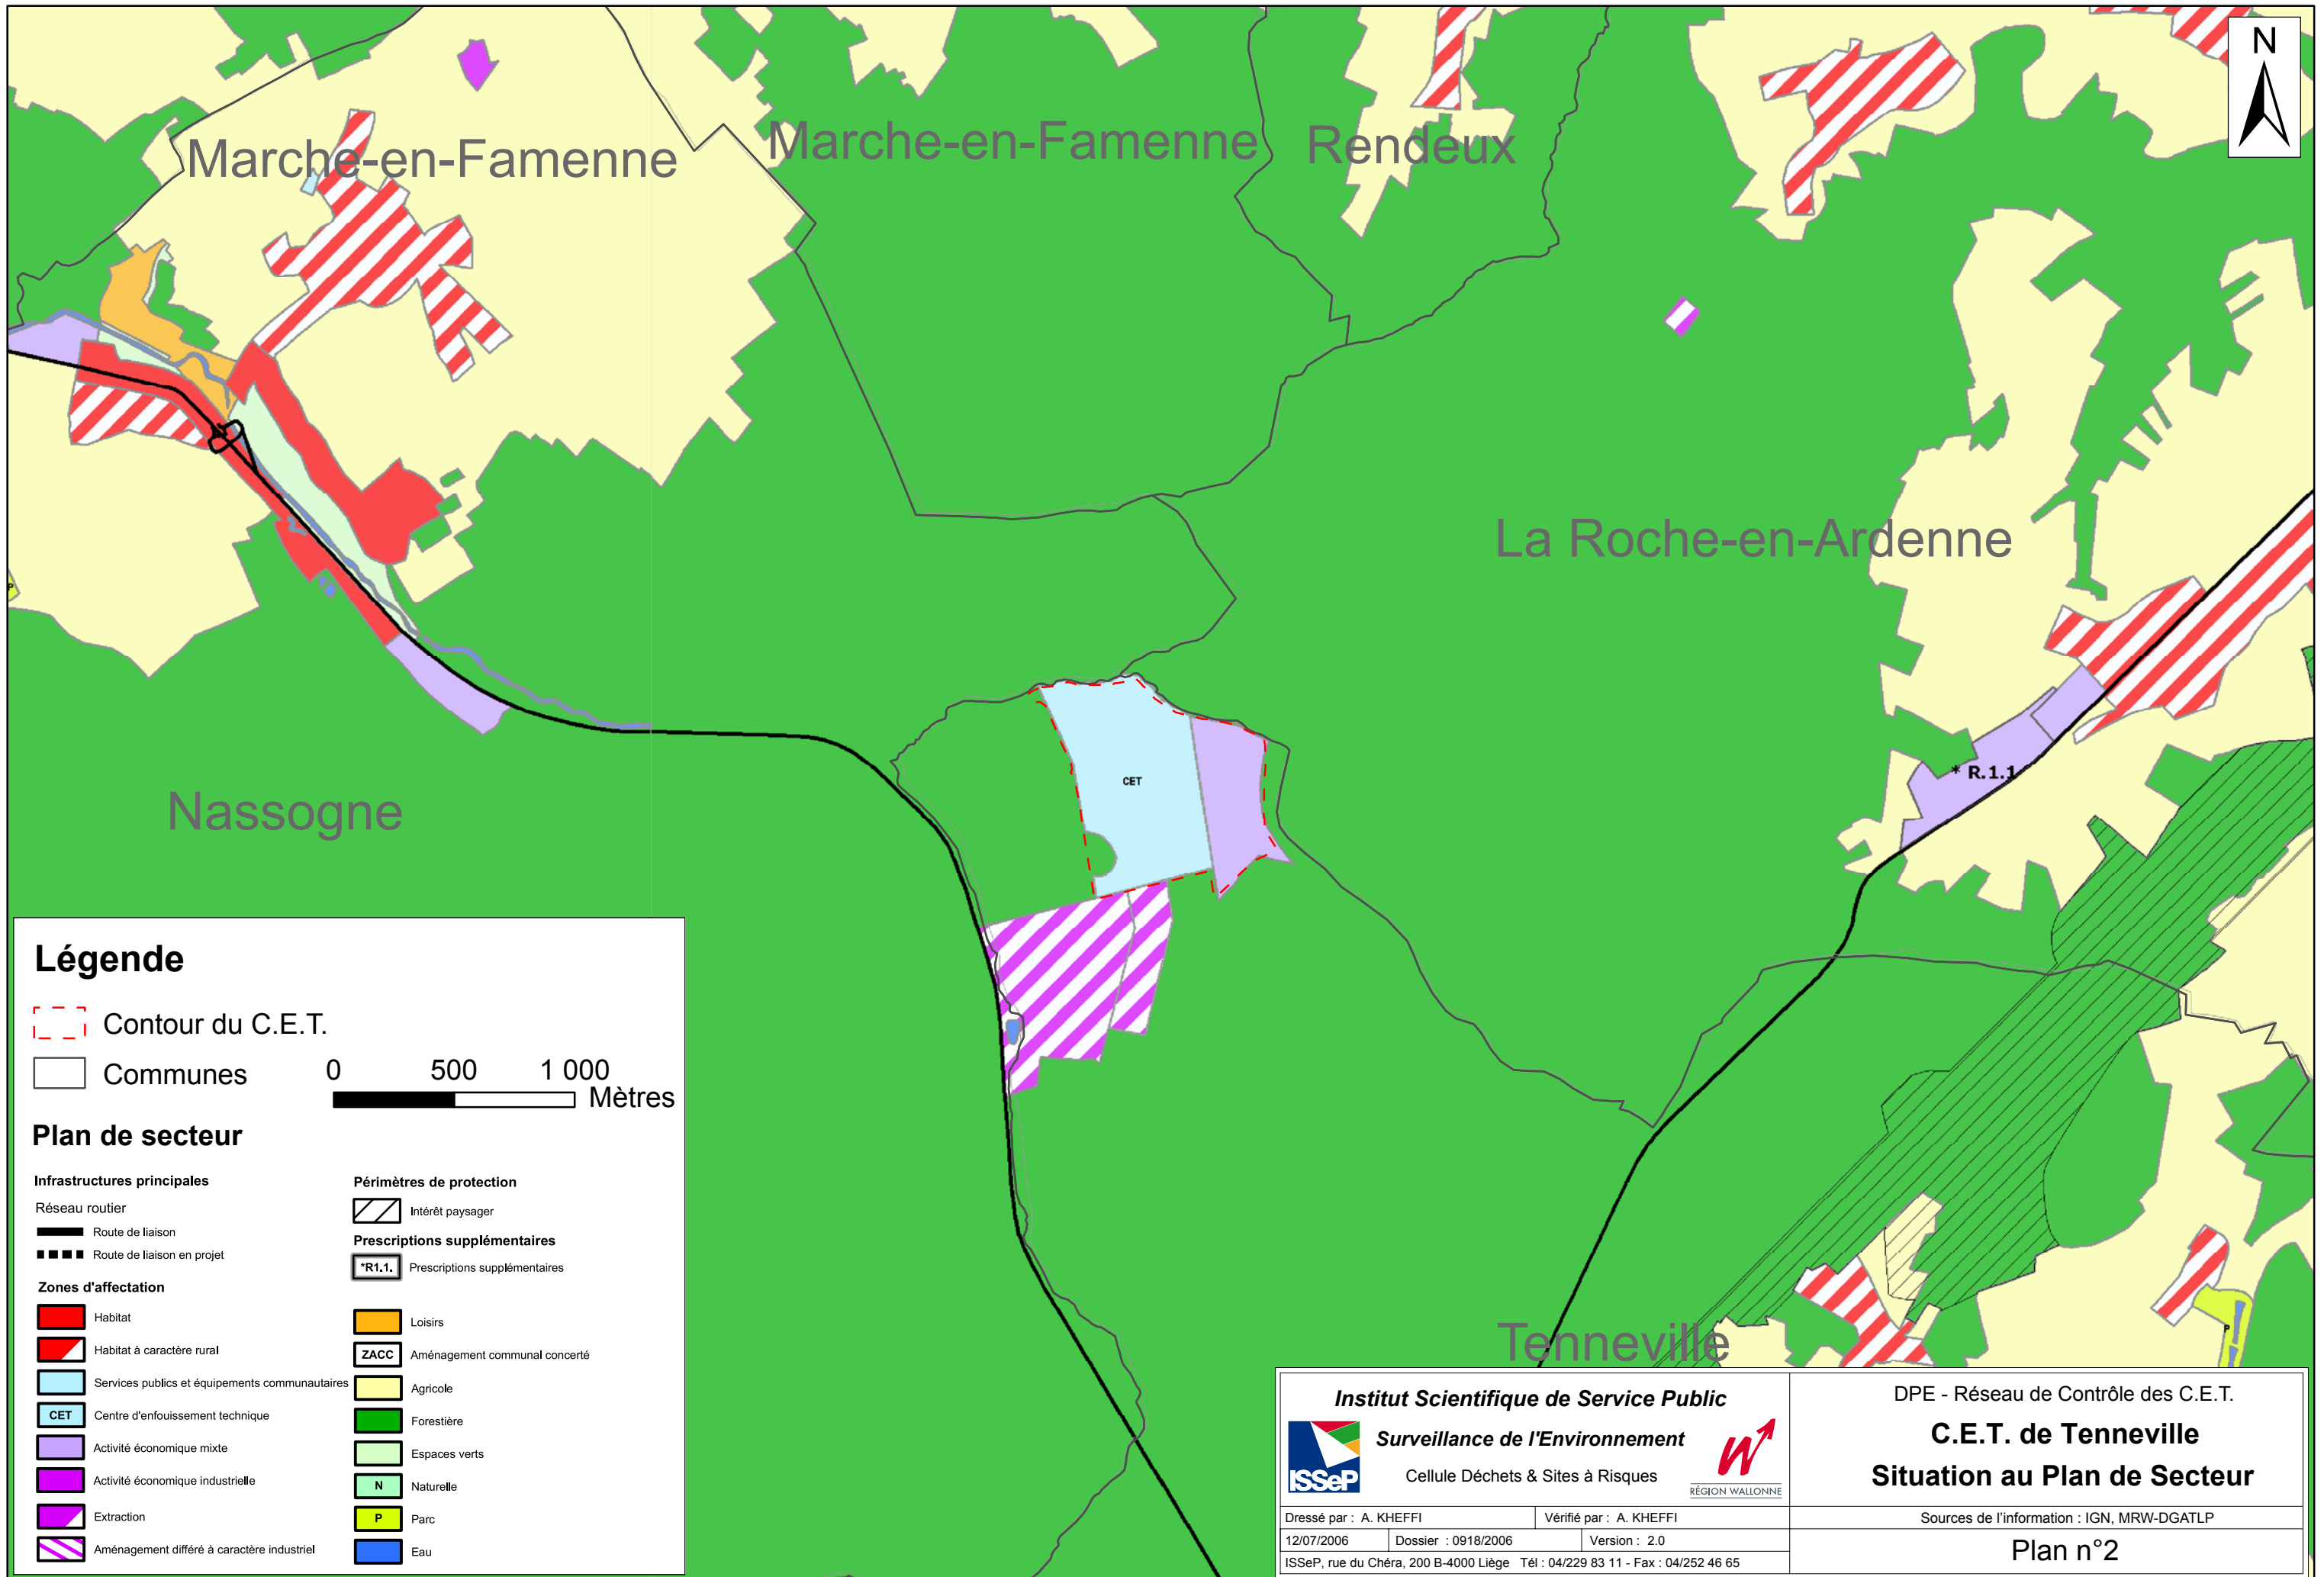 N
Marche-en-Famenne
Marche-en-Famenne
Rendeux
La Roche-en-Ardenne
P
* R.1.1
CET
Nassogne
Tenneville
P
Légende
Contour du C.E.T.
Communes
0 500 1 000
Mètres
Plan de secteur
Infrastructures principales
Réseau routier
Route de liaison
Route de liaison en projet
Zones d'affectation
Habitat
Habitat à caractère rural
Services publics et équipements communautaires
CET Centre d'enfouissement technique
Activité économique mixte
Activité économique industrielle
Extraction
Aménagement différé à caractère industriel
Périmètres de protection
Intérêt paysager
Prescriptions supplémentaires
*R1.1. Prescriptions supplémentaires
Loisirs
ZACC Aménagement communal concerté
Agricole
Forestière
Espaces verts
N Naturelle
P Parc
Eau
Institut Scientifique de Service Public
Surveillance de l'Environnement
Cellule Déchets & Sites à Risques
ISSeP
RÉGION WALLONNE
Dressé par : A. KHEFFI Vérifié par : A. KHEFFI
12/07/2006 Dossier : 0918/2006 Version : 2.0
ISSeP, rue du Chéra, 200 B-4000 Liège Tél : 04/229 83 11 - Fax : 04/252 46 65
DPE - Réseau de Contrôle des C.E.T.
C.E.T. de Tenneville
Situation au Plan de Secteur
Sources de l'information : IGN, MRW-DGATLP
Plan n°2